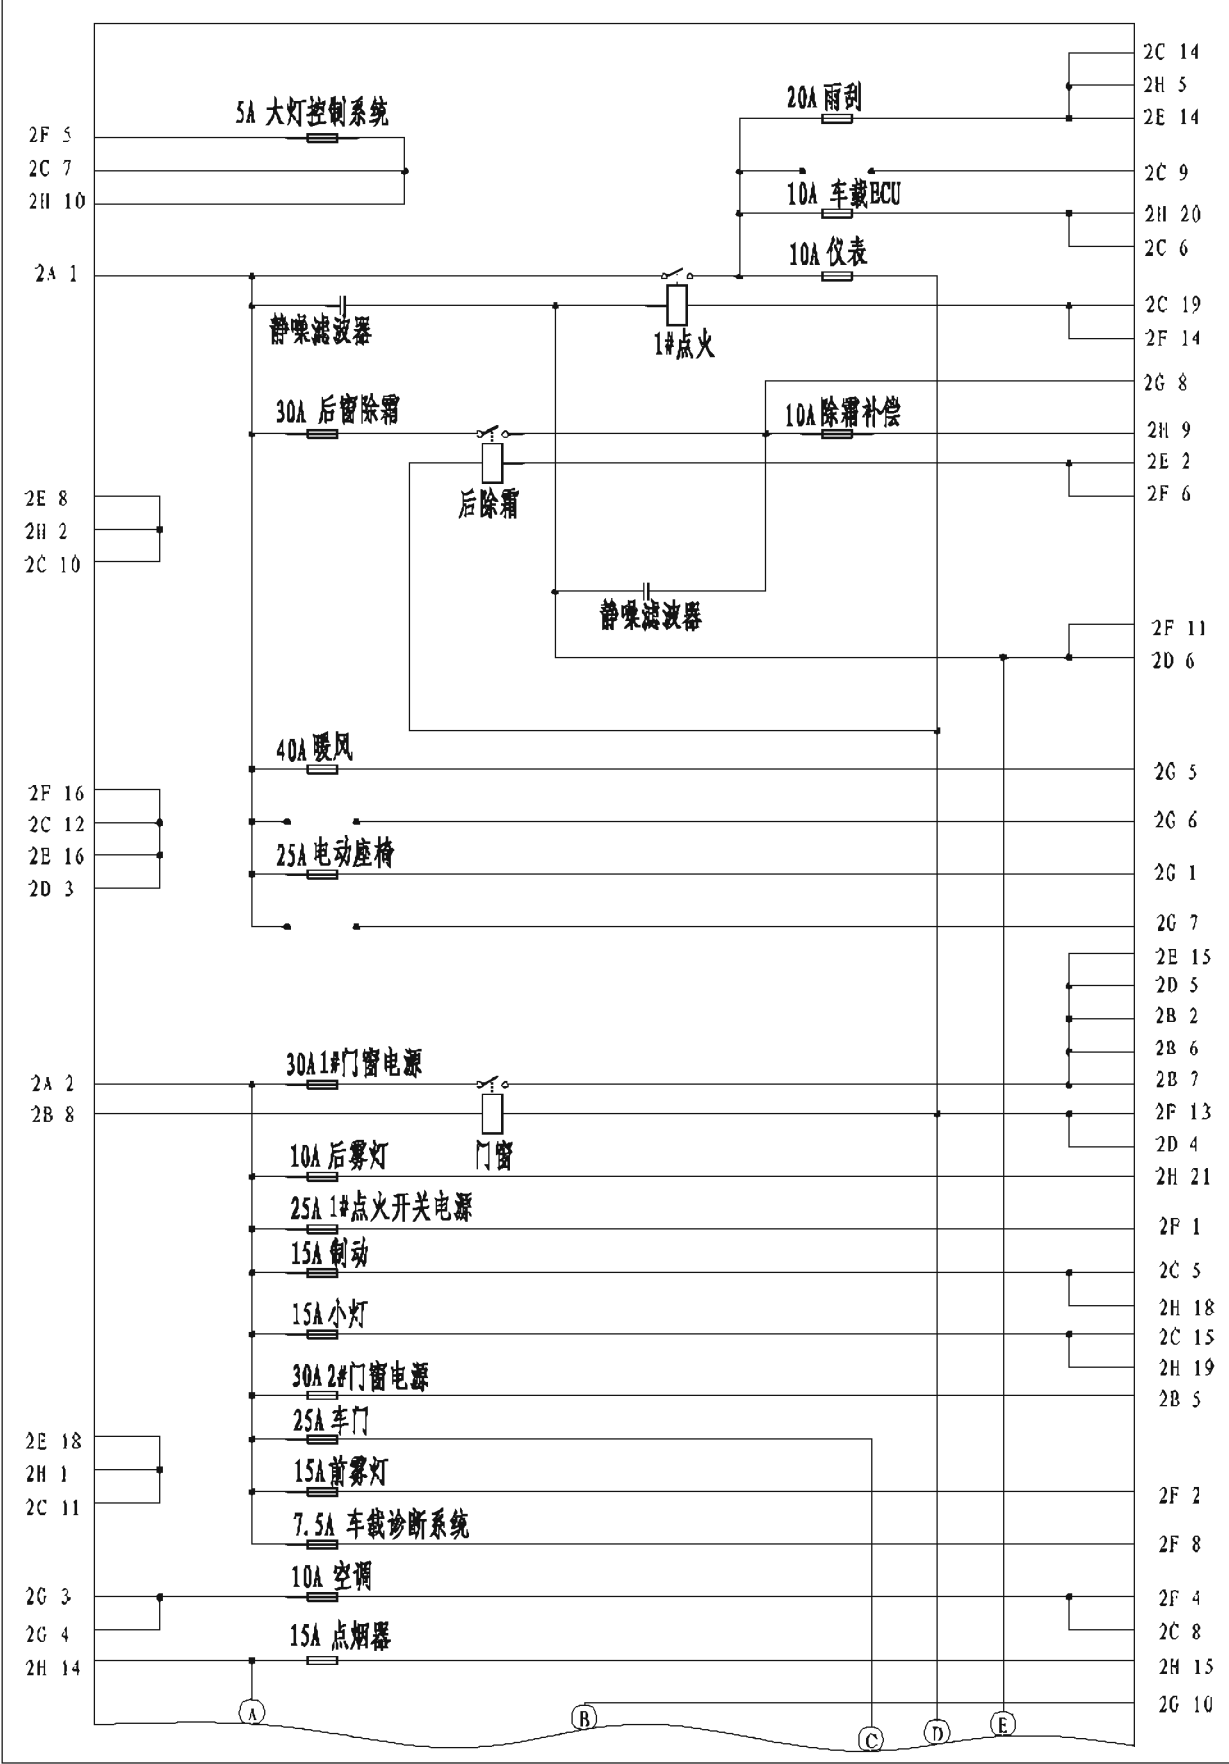 2C 14
2H 5
20A 雨刮
5A 大灯控制系统
2E 14
2F 5
2C 7
2C 9
10A 车载ECU
2H 10
2H 20
10A 仪表
2C 6
2A 1
2C 19
静噪滤波器
1#点火
2F 14
2G 8
30A 后窗除霜
10A 除霜补偿
2H 9
2E 2
2E 8
后除霜
2F 6
2H 2
2C 10
静噪滤波器
2F 11
2D 6
40A 暖风
2G 5
2F 16
2C 12
2G 6
2E 16
25A 电动座椅
2G 1
2D 3
2G 7
2E 15
2D 5
2B 2
2B 6
30A 1#门窗电源
2A 2
2B 7
2B 8
2F 13
2D 4
10A 后雾灯
门窗
2H 21
25A 1#点火开关电源
2F 1
15A 制动
2C 5
2H 18
15A 小灯
2C 15
2H 19
30A 2#门窗电源
2B 5
25A 车门
2E 18
2H 1
15A 前雾灯
2C 11
2F 2
7.5A 车载诊断系统
2F 8
10A 空调
2G 3
2F 4
2G 4
15A 点烟器
2C 8
2H 14
2H 15
2G 10
A
B
C
D
E